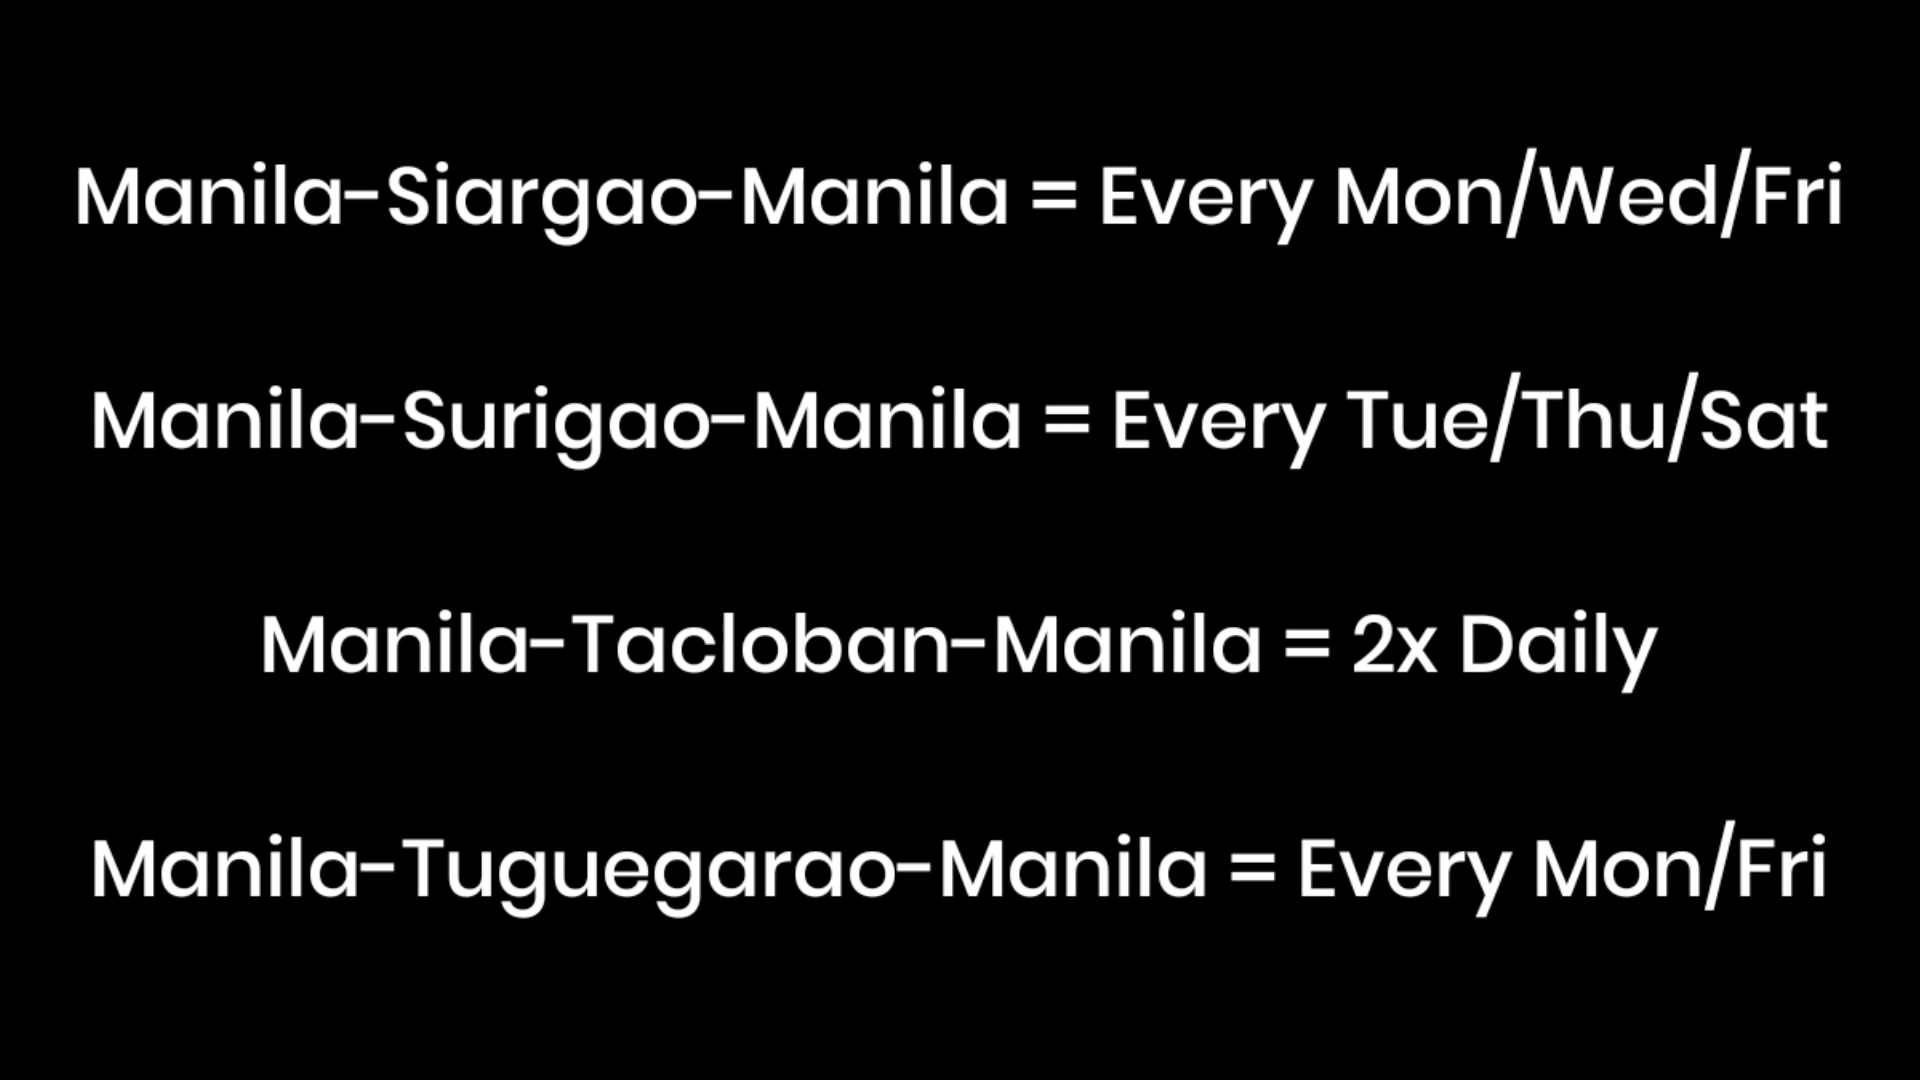 Manila-Siargao-Manila = Every Mon/Wed/Fri
Manila-Surigao-Manila = Every Tue/Thu/Sat
Manila-Tacloban-Manila = 2x Daily
Manila-Tuguegarao-Manila = Every Mon/Fri